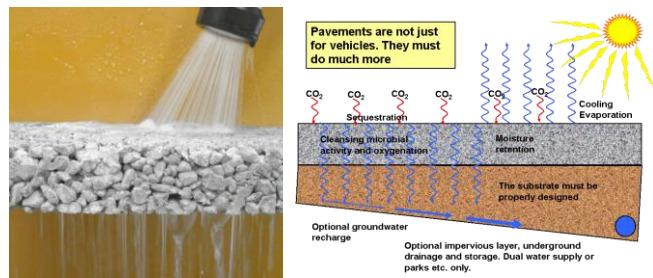 Pavements are not just
for vehicles. They must
do much more
CO2
CO2
CO2
CO2
CO2
CO2
Cooling
Evaporation
Sequestration
Cleansing microbial
activity and oxygenation
Moisture
retention
The substrate must be
properly designed
Optional groundwater
recharge
Optional impervious layer, underground
drainage and storage. Dual water supply or
parks etc. only.